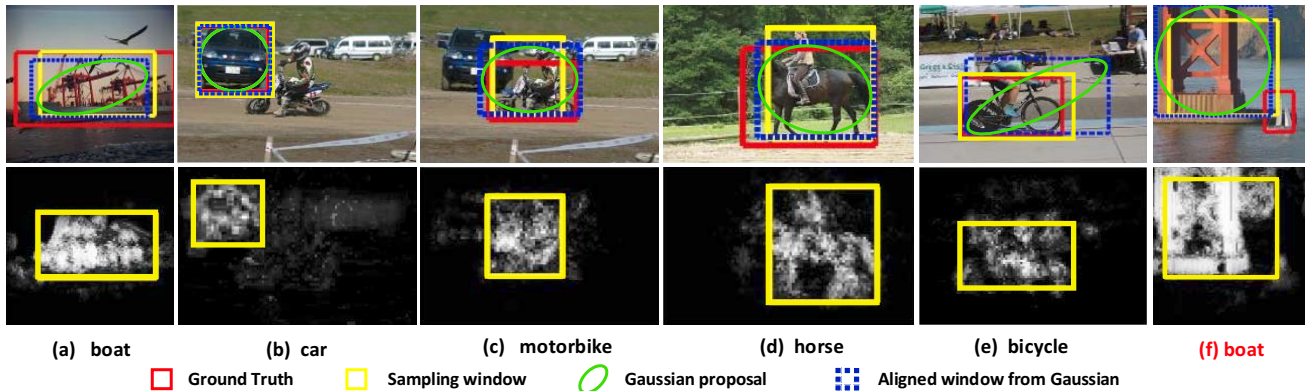 (a) boat
(b) car
(c) motorbike
(d) horse
(e) bicycle
(f) boat
Ground Truth
Sampling window
Gaussian proposal
Aligned window from Gaussian